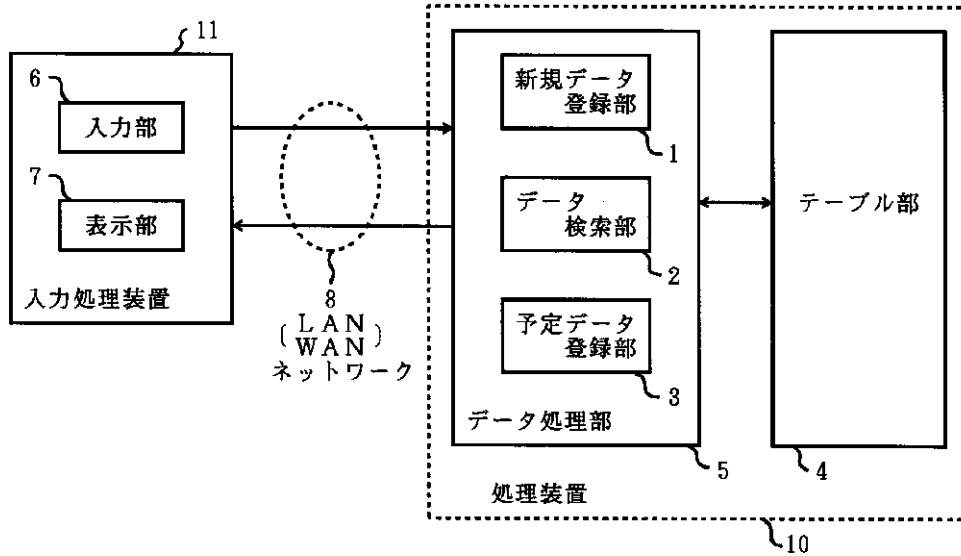 11
6
入力部
7
表示部
入力処理装置
8
(LAN
WAN)
ネットワーク
新規データ
登録部
1
データ
検索部
2
予定データ
登録部
3
データ処理部
5
テーブル部
4
処理装置
10